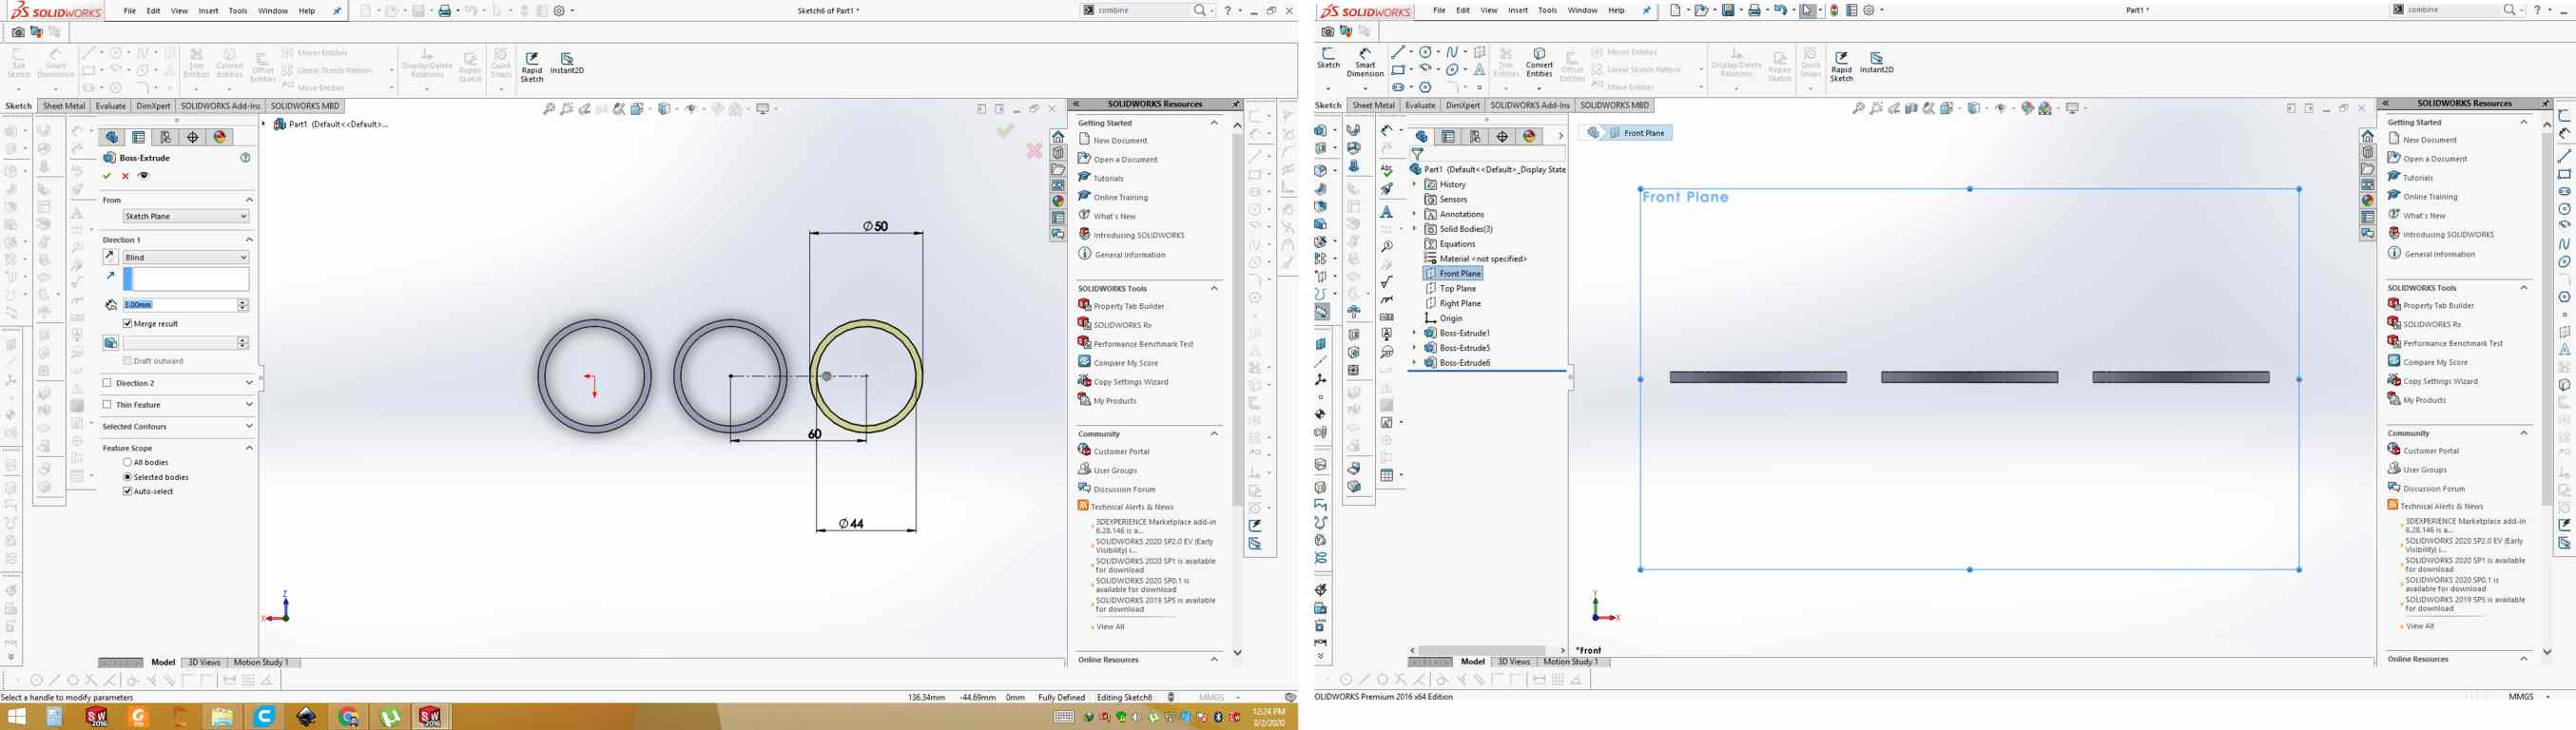 SOLIDWORKS File Edit View Insert Tools Window Help Sketch6 of Part1 * combine
Exit Sketch Smart Dimension Trim Entities Convert Entities Offset Entities Mirror Entities Linear Sketch Pattern Move Entities Display/Delete Relations Repair Sketch Quick Snaps Rapid Sketch Instant2D
Sketch Sheet Metal Evaluate DimXpert SOLIDWORKS Add-Ins SOLIDWORKS MBD
Part1 (Default<<Default>...
Boss-Extrude
From
Sketch Plane
Direction 1
Blind
3.00mm
Merge result
Draft outward
Direction 2
Thin Feature
Selected Contours
Feature Scope
All bodies
Selected bodies
Auto-select
Ø50
60
Ø44
Z
X
SOLIDWORKS Resources
Getting Started
New Document
Open a Document
Tutorials
Online Training
What's New
Introducing SOLIDWORKS
General Information
SOLIDWORKS Tools
Property Tab Builder
SOLIDWORKS Rx
Performance Benchmark Test
Compare My Score
Copy Settings Wizard
My Products
Community
Customer Portal
User Groups
Discussion Forum
Technical Alerts & News
3DEXPERIENCE Marketplace add-in
6.28.146 is a...
SOLIDWORKS 2020 SP2.0 EV (Early
Visibility) i...
SOLIDWORKS 2020 SP1 is available
for download
SOLIDWORKS 2020 SP0.1 is
available for download
SOLIDWORKS 2019 SP5 is available
for download
View All
Online Resources
Model 3D Views Motion Study 1
Select a handle to modify parameters 136.34mm -44.69mm 0mm Fully Defined Editing Sketch6 MMGS
12:24 PM
3/2/2020
SOLIDWORKS File Edit View Insert Tools Window Help Part1 * combine
Sketch Smart Dimension Trim Entities Convert Entities Offset Entities Mirror Entities Linear Sketch Pattern Move Entities Display/Delete Relations Repair Sketch Quick Snaps Rapid Sketch Instant2D
Sketch Sheet Metal Evaluate DimXpert SOLIDWORKS Add-Ins SOLIDWORKS MBD
Front Plane
Part1 (Default<<Default>_Display State
History
Sensors
Annotations
Solid Bodies(3)
Equations
Material <not specified>
Front Plane
Top Plane
Right Plane
Origin
Boss-Extrude1
Boss-Extrude5
Boss-Extrude6
Front Plane
Y
X
*Front
SOLIDWORKS Resources
Getting Started
New Document
Open a Document
Tutorials
Online Training
What's New
Introducing SOLIDWORKS
General Information
SOLIDWORKS Tools
Property Tab Builder
SOLIDWORKS Rx
Performance Benchmark Test
Compare My Score
Copy Settings Wizard
My Products
Community
Customer Portal
User Groups
Discussion Forum
Technical Alerts & News
3DEXPERIENCE Marketplace add-in
6.28.146 is a...
SOLIDWORKS 2020 SP2.0 EV (Early
Visibility) i...
SOLIDWORKS 2020 SP1 is available
for download
SOLIDWORKS 2020 SP0.1 is
available for download
SOLIDWORKS 2019 SP5 is available
for download
View All
Online Resources
Model 3D Views Motion Study 1
OLIDWORKS Premium 2016 x64 Edition MMGS